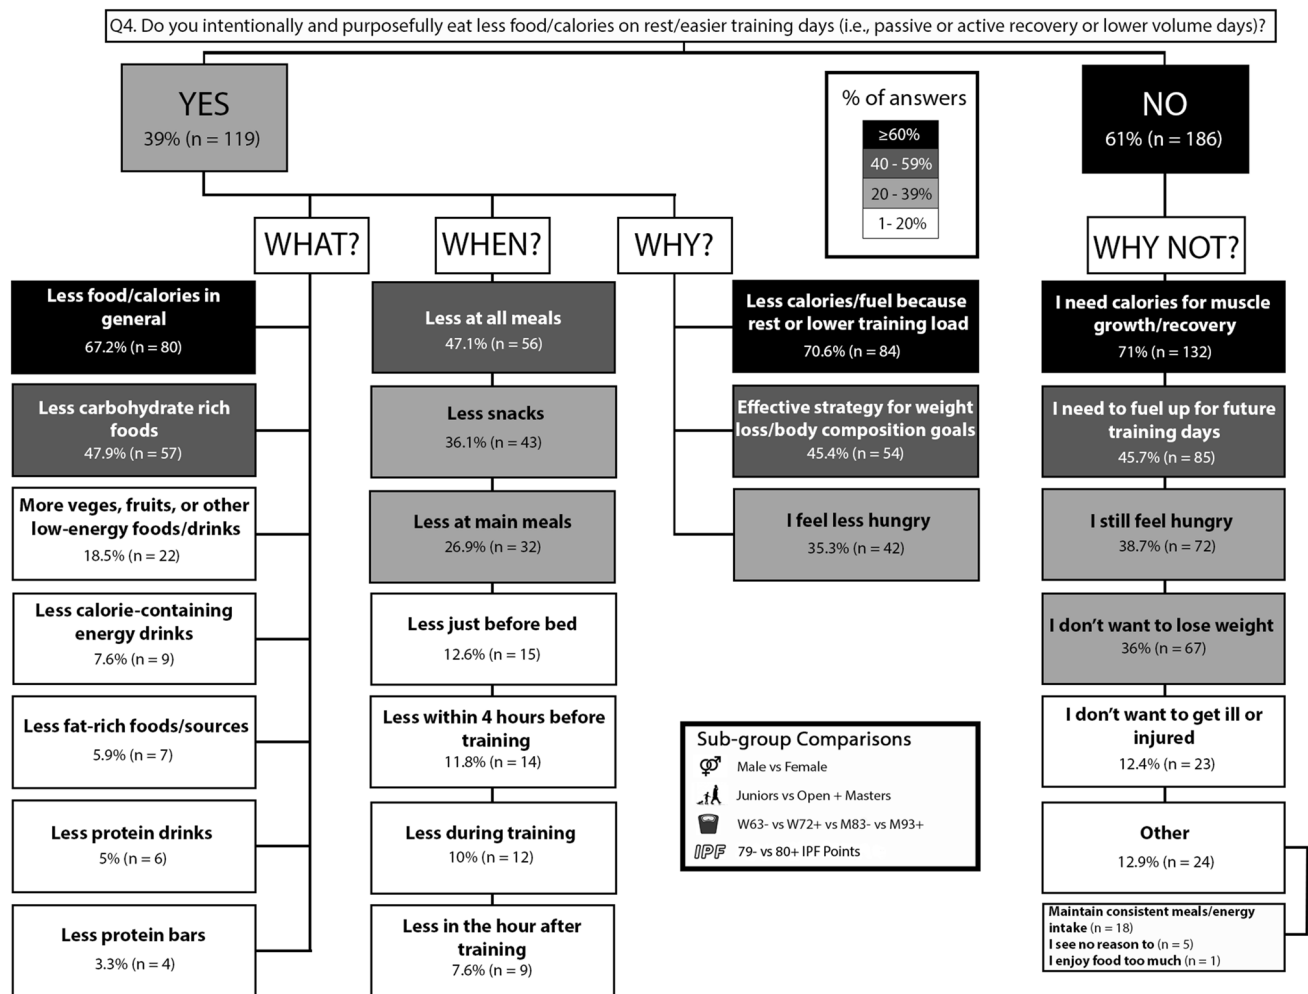 Q4. Do you intentionally and purposefully eat less food/calories on rest/easier training days (i.e., passive or active recovery or lower volume days)?
YES
39% (n = 119)
% of answers
≥60%
40 - 59%
20 - 39%
1- 20%
NO
61% (n = 186)
WHAT?
Less food/calories in
general
67.2% (n = 80)
Less carbohydrate rich
foods
47.9% (n = 57)
More veges, fruits, or other
low-energy foods/drinks
18.5% (n = 22)
Less calorie-containing
energy drinks
7.6% (n = 9)
Less fat-rich foods/sources
5.9% (n = 7)
Less protein drinks
5% (n = 6)
Less protein bars
3.3% (n = 4)
WHEN?
Less at all meals
47.1% (n = 56)
Less snacks
36.1% (n = 43)
Less at main meals
26.9% (n = 32)
Less just before bed
12.6% (n = 15)
Less within 4 hours before
training
11.8% (n = 14)
Less during training
10% (n = 12)
Less in the hour after
training
7.6% (n = 9)
WHY?
Less calories/fuel because
rest or lower training load
70.6% (n = 84)
Effective strategy for weight
loss/body composition goals
45.4% (n = 54)
I feel less hungry
35.3% (n = 42)
Sub-group Comparisons
Male vs Female
Juniors vs Open + Masters
W63- vs W72+ vs M83- vs M93+
IPF 79- vs 80+ IPF Points
WHY NOT?
I need calories for muscle
growth/recovery
71% (n = 132)
I need to fuel up for future
training days
45.7% (n = 85)
I still feel hungry
38.7% (n = 72)
I don't want to lose weight
36% (n = 67)
I don't want to get ill or
injured
12.4% (n = 23)
Other
12.9% (n = 24)
Maintain consistent meals/energy
intake (n = 18)
I see no reason to (n = 5)
I enjoy food too much (n = 1)